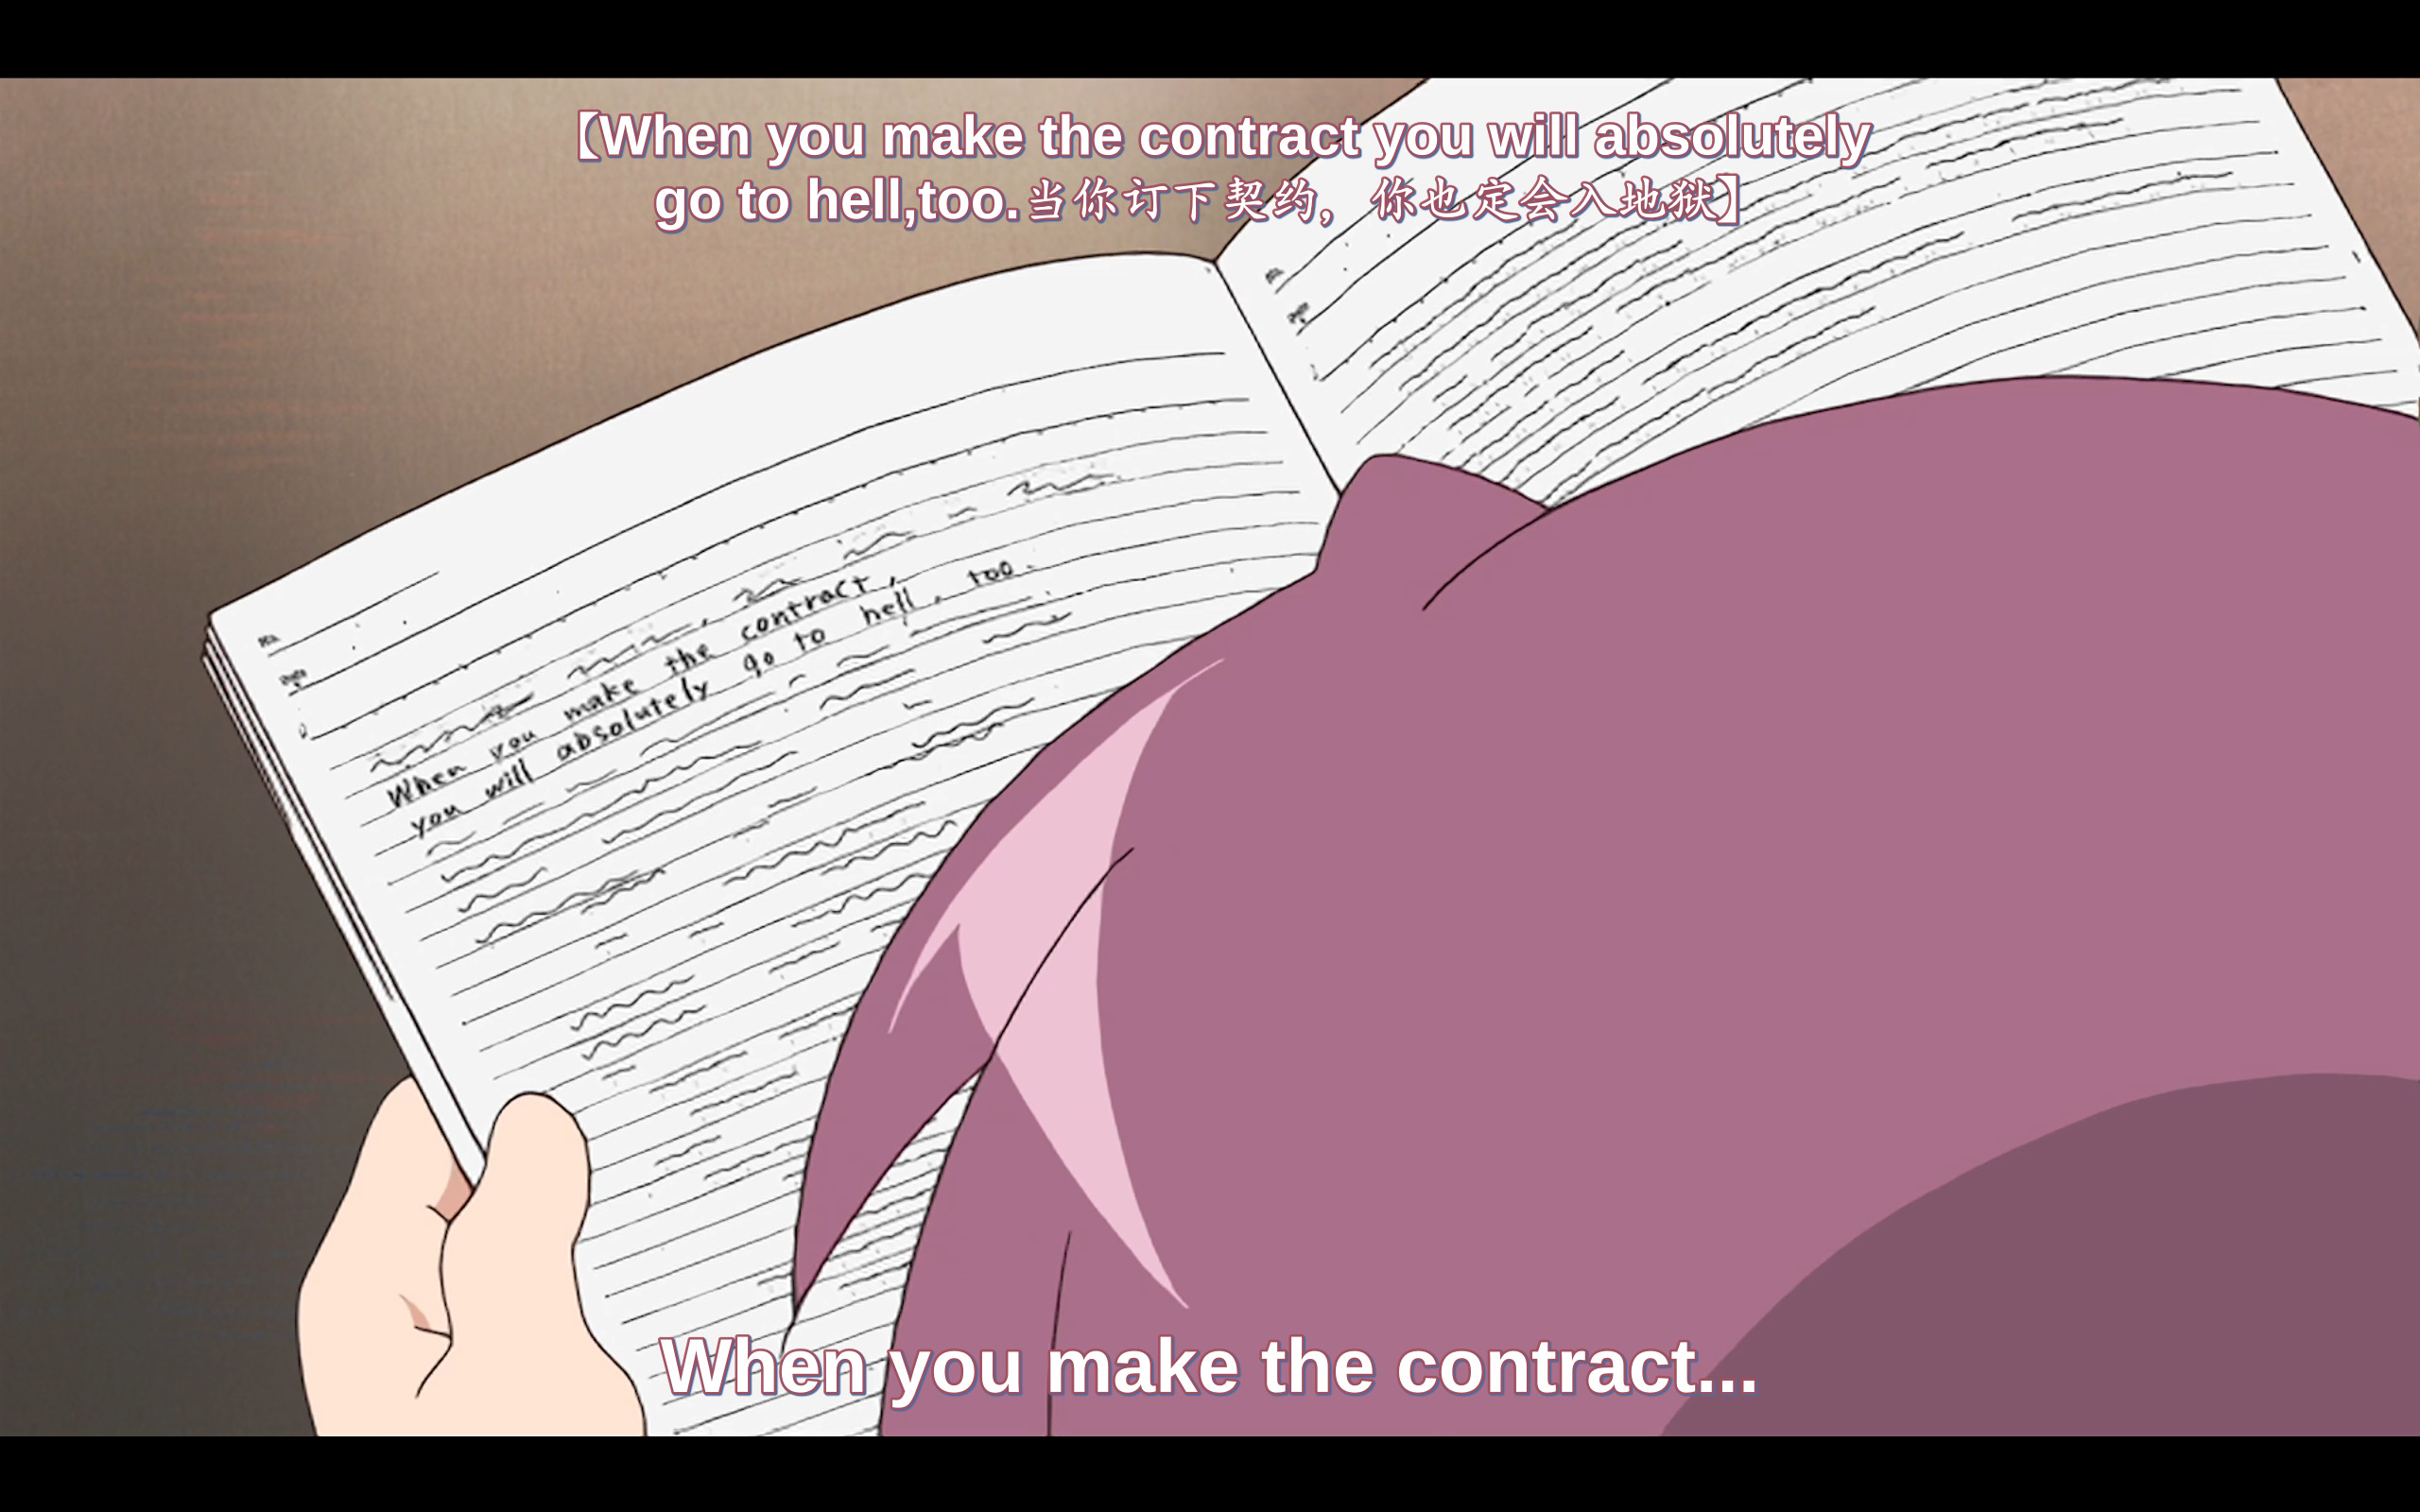 【When you make the contract you will absolutely
go to hell,too.当你订下契约，你也定会入地狱】
When you make the contract,
you will absolutely go to hell, too.
When you make the contract...